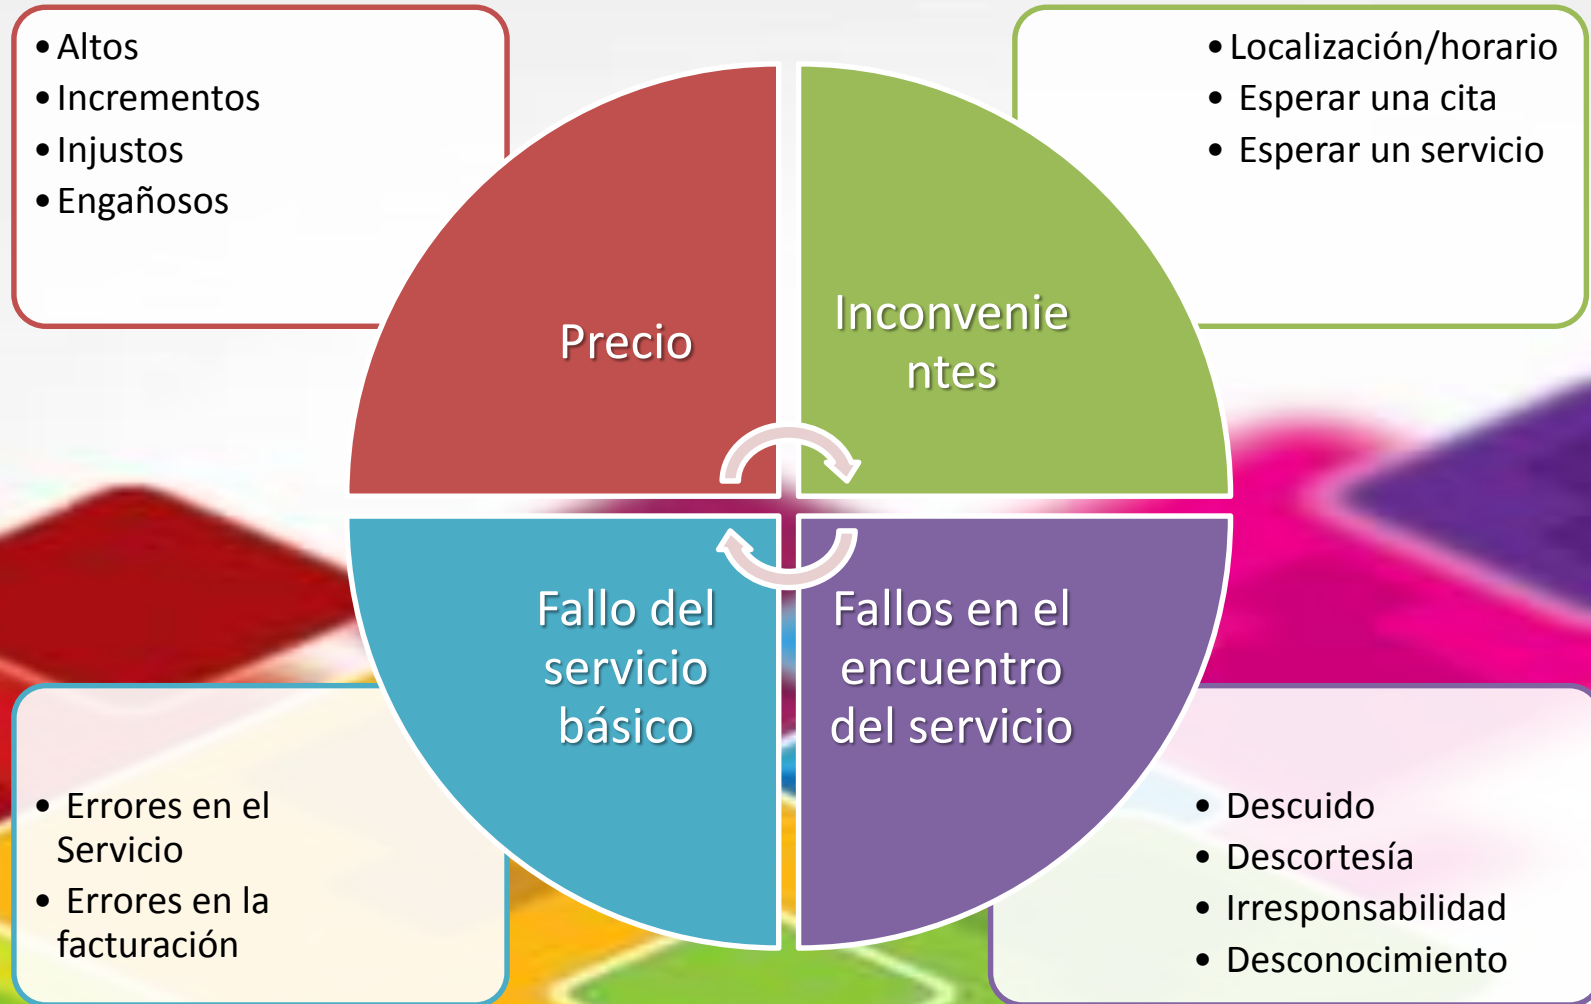 • Altos
• Incrementos
• Injustos
• Engañosos
• Localización/horario
• Esperar una cita
• Esperar un servicio
Precio
Inconvenie
ntes
Fallo del
servicio
básico
Fallos en el
encuentro
del servicio
• Errores en el
Servicio
• Errores en la
facturación
• Descuido
• Descortesía
• Irresponsabilidad
• Desconocimiento